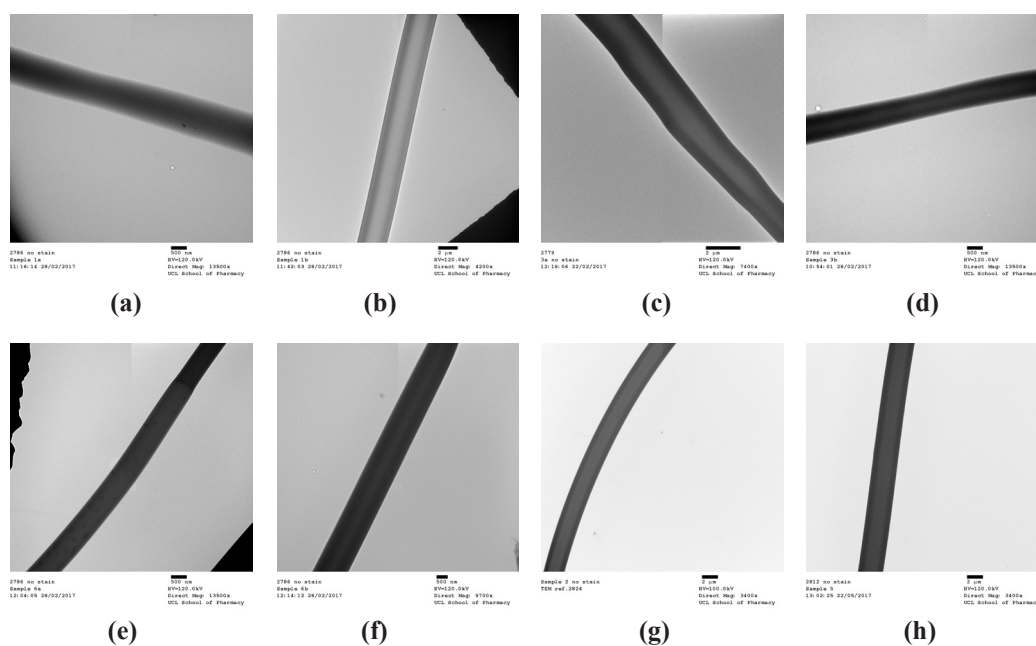 2786 no stain
Sample 1a
11:16:14 28/02/2017
500 nm
HV=120.0kV
Direct Mag: 13500x
UCL School of Pharmacy
(a)
2786 no stain
Sample 1b
11:42:03 28/02/2017
2 µm
HV=120.0kV
Direct Mag: 4200x
UCL School of Pharmacy
(b)
2779
3a no stain
12:16:06 22/02/2017
2 µm
HV=120.0kV
Direct Mag: 7400x
UCL School of Pharmacy
(c)
2786 no stain
Sample 3b
10:54:01 28/02/2017
500 nm
HV=120.0kV
Direct Mag: 13500x
UCL School of Pharmacy
(d)
2786 no stain
Sample 6a
12:04:05 28/02/2017
500 nm
HV=120.0kV
Direct Mag: 13500x
UCL School of Pharmacy
(e)
2786 no stain
Sample 6b
12:14:12 28/02/2017
500 nm
HV=120.0kV
Direct Mag: 9700x
UCL School of Pharmacy
(f)
Sample 2 no stain
TEM ref.2824
2 µm
HV=100.0kV
Direct Mag: 3400x
UCL School of Pharmacy
(g)
2812 no stain
Sample 5
13:02:25 22/05/2017
2 µm
HV=120.0kV
Direct Mag: 3400x
UCL School of Pharmacy
(h)